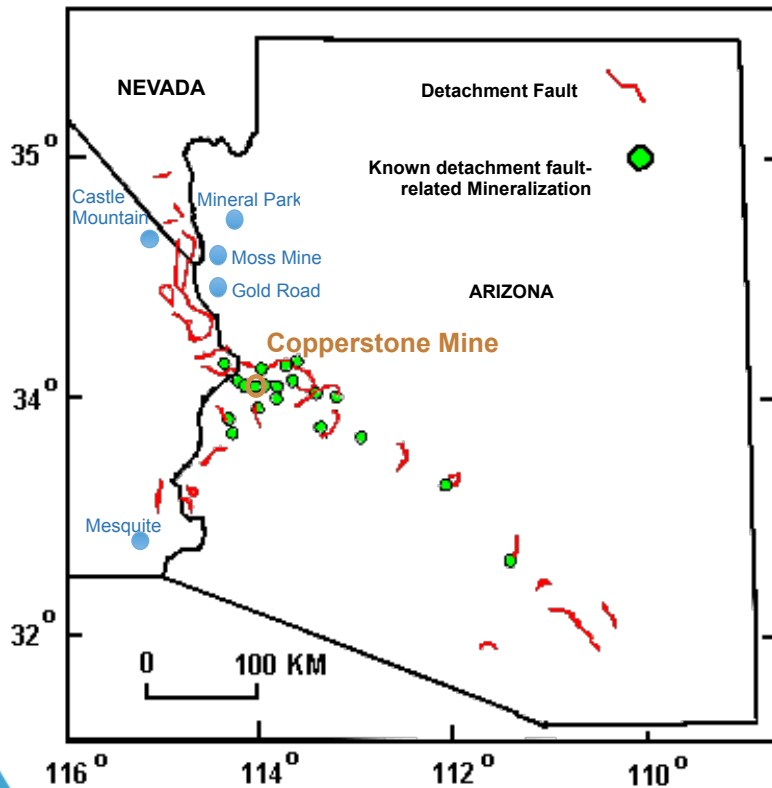 NEVADA
Detachment Fault
35°
Known detachment fault-
related Mineralization
Castle
Mountain
Mineral Park
Moss Mine
Gold Road
ARIZONA
Copperstone Mine
34°
Mesquite
32°
0 100 KM
116° 114° 112° 110°